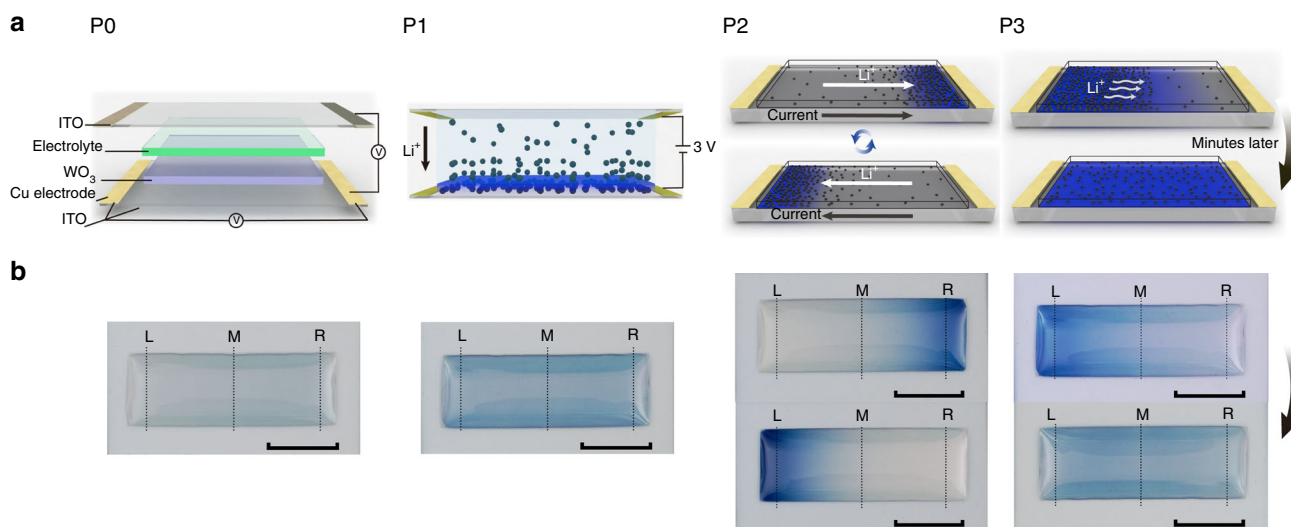 a
P0
P1
P2
P3
ITO
Electrolyte
WO3
Cu electrode
ITO
V
V
Li+
3 V
Li+
Current
Li+
Current
Li+
Minutes later
b
L M R
L M R
L M R
L M R
L M R
L M R